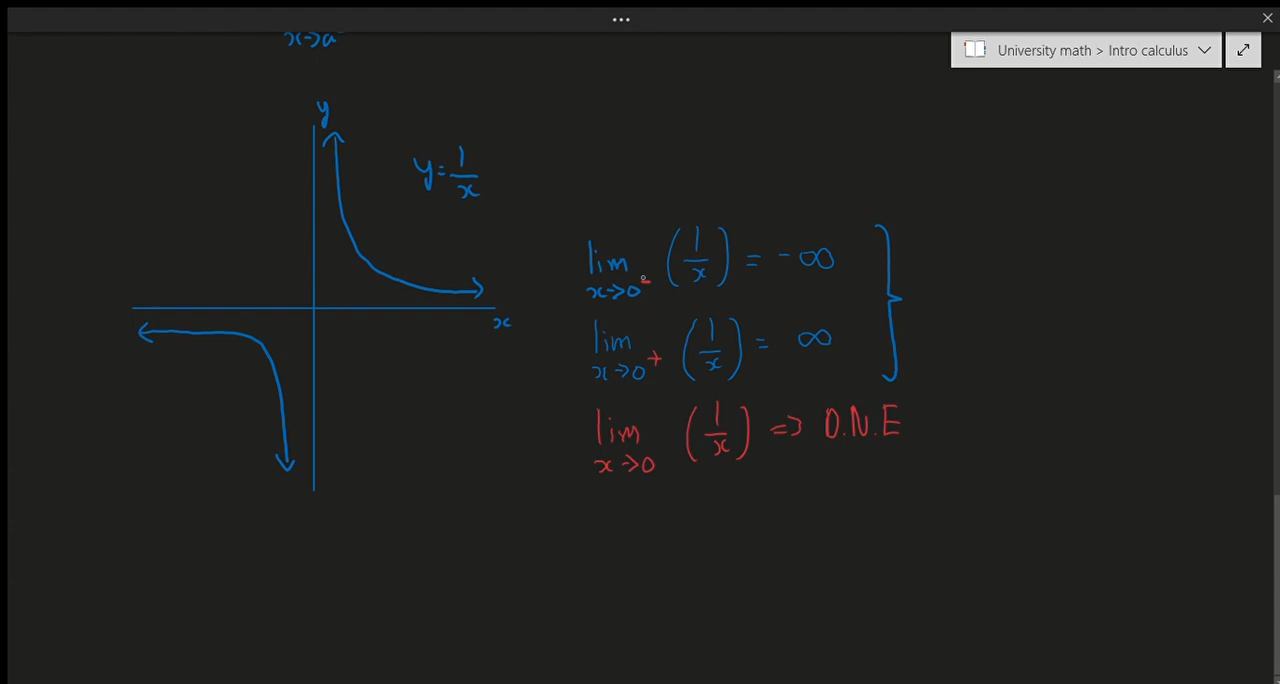 x→a⁻
University math > Intro calculus
y
y = 1/x
x
lim x→0⁻ (1/x) = -∞
lim x→0⁺ (1/x) = ∞
lim x→0 (1/x) => D.N.E